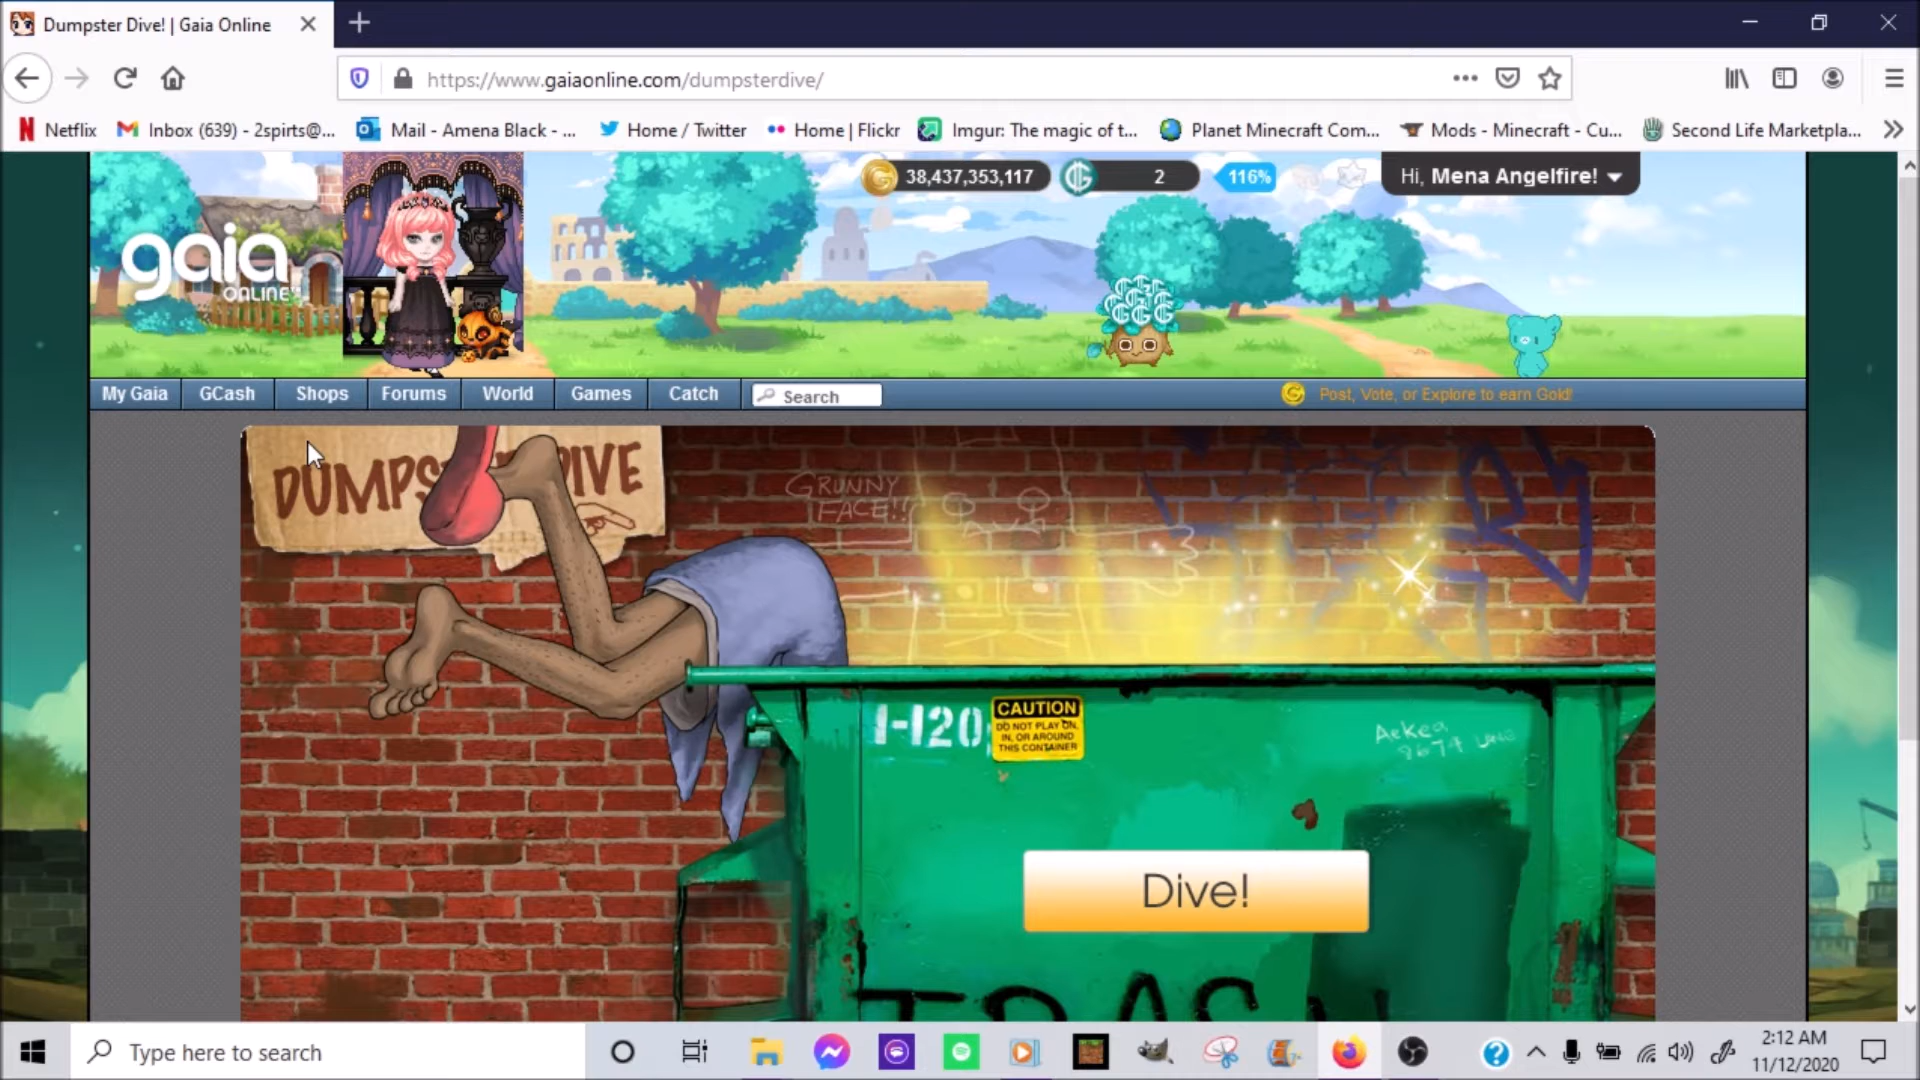 Dumpster Dive! | Gaia Online
https://www.gaiaonline.com/dumpsterdive/
Netflix
Inbox (639) - 2spirts@...
Mail - Amena Black - ...
Home / Twitter
Home | Flickr
Imgur: The magic of t...
Planet Minecraft Com...
Mods - Minecraft - Cu...
Second Life Marketpla...
38,437,353,117
2
116%
Hi, Mena Angelfire!
gaia
ONLINE
My Gaia
GCash
Shops
Forums
World
Games
Catch
Search
Post, Vote, or Explore to earn Gold!
GRUNNY
FACE!!
1-120
CAUTION
DO NOT PLAY ON,
IN, OR AROUND
THIS CONTAINER
Dive!
Type here to search
2:12 AM
11/12/2020